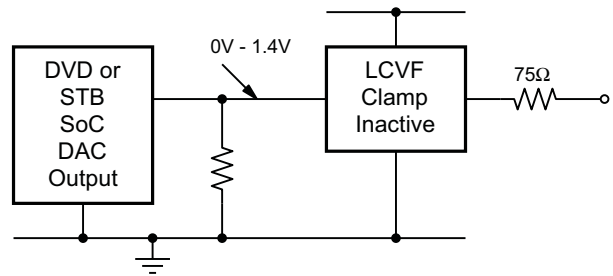 0V - 1.4V
DVD or
STB
SoC
DAC
Output
LCVF
Clamp
Inactive
75Ω